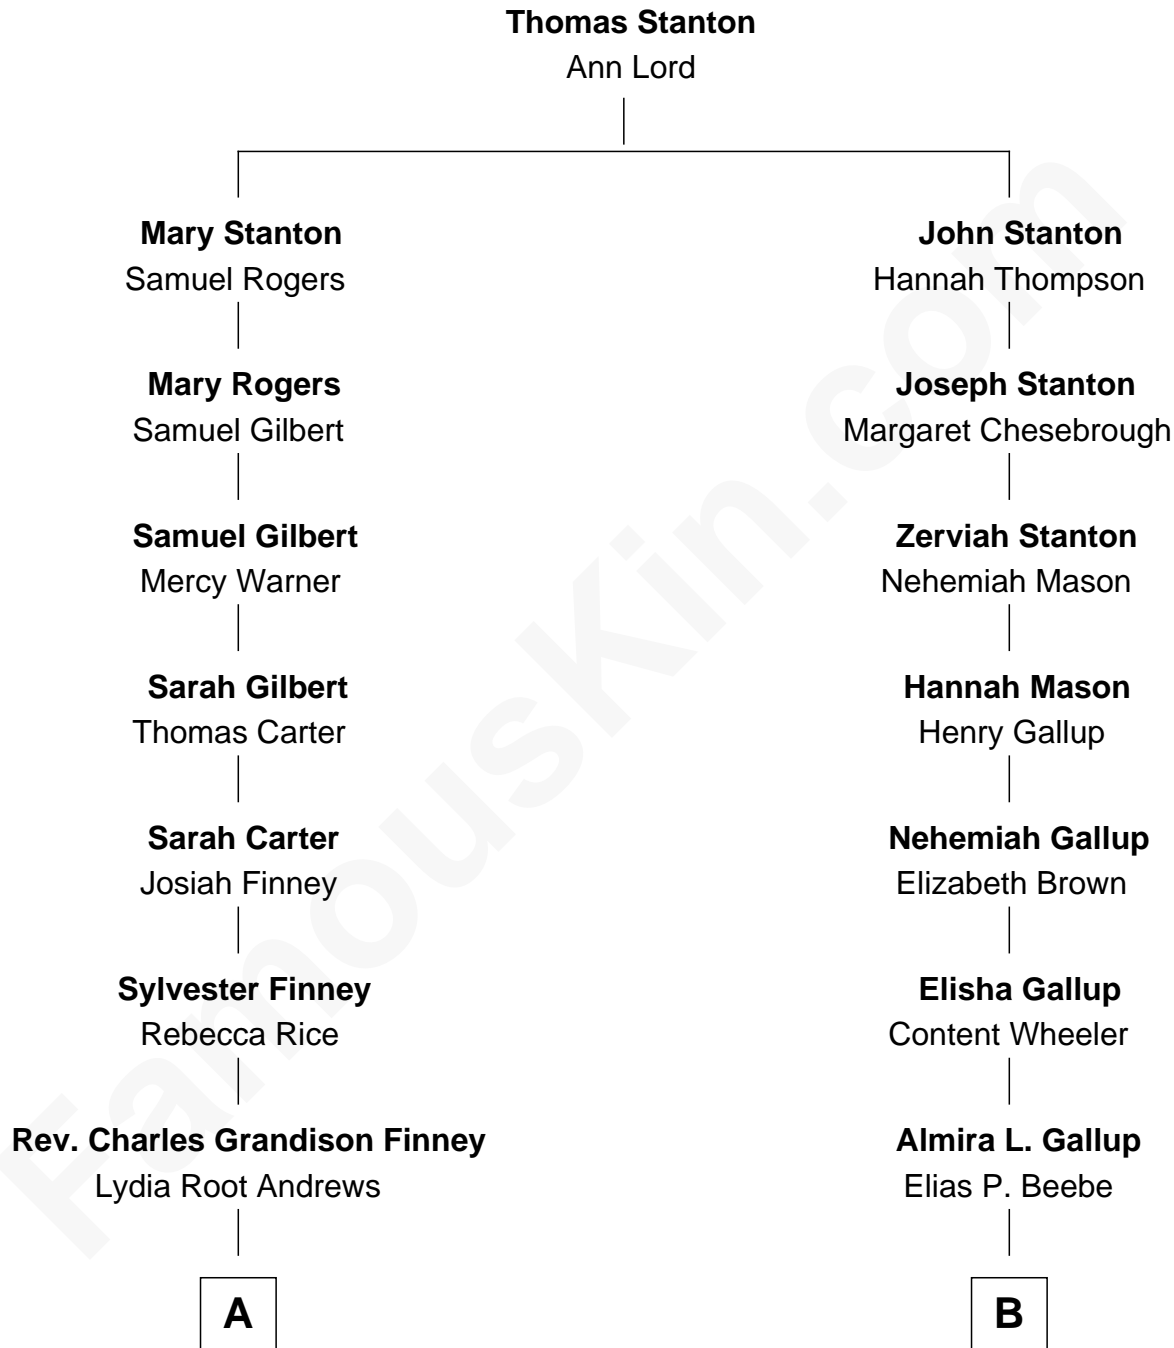 Thomas Stanton
Ann Lord
Mary Stanton
Samuel Rogers
John Stanton
Hannah Thompson
Mary Rogers
Samuel Gilbert
Joseph Stanton
Margaret Chesebrough
Samuel Gilbert
Mercy Warner
Zerviah Stanton
Nehemiah Mason
Sarah Gilbert
Thomas Carter
Hannah Mason
Henry Gallup
Sarah Carter
Josiah Finney
Nehemiah Gallup
Elizabeth Brown
Sylvester Finney
Rebecca Rice
Elisha Gallup
Content Wheeler
Rev. Charles Grandison Finney
Lydia Root Andrews
Almira L. Gallup
Elias P. Beebe
A
B
FamousKin.com